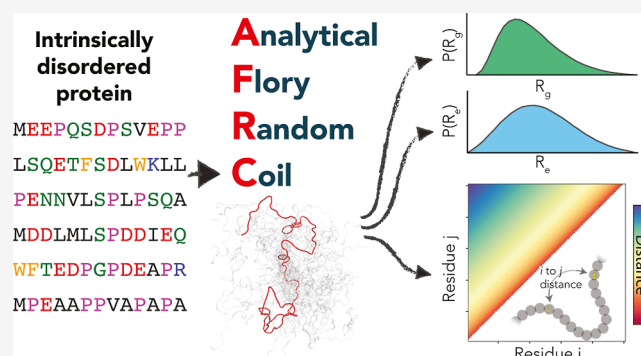 Intrinsically
disordered
protein
MEEPQSDPSVEPP
LSQETFSDLWKLL
PENNVLSPLPSQA
MDDLMLSPDDIEQ
WFTEDPGPDEAPR
MPEAAPPVAPAPA
Analytical
Flory
Random
Coil
P(Rg)
Rg
P(Re)
Re
Residue j
i to j
distance
Residue i
Distance